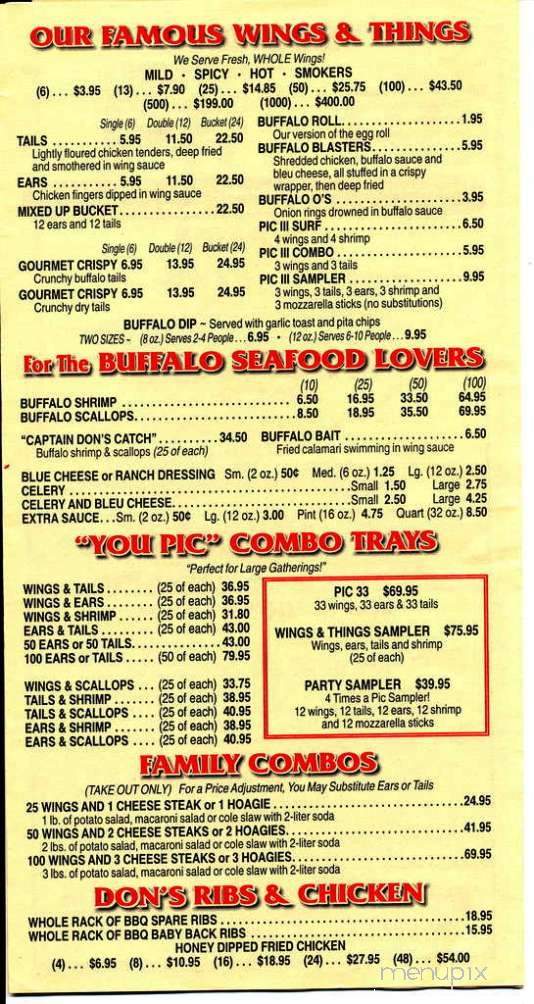 OUR FAMOUS WINGS & THINGS
We Serve Fresh, WHOLE Wings!
MILD • SPICY • HOT • SMOKERS
(6)... $3.95 (13)... $7.90 (25)... $14.85 (50)... $25.75 (100)... $43.50
(500)... $199.00 (1000)... $400.00
Single (6) Double (12) Bucket (24)
TAILS ............ 5.95 11.50 22.50
Lightly floured chicken tenders, deep fried
and smothered in wing sauce
EARS ............ 5.95 11.50 22.50
Chicken fingers dipped in wing sauce
MIXED UP BUCKET................22.50
12 ears and 12 tails
Single (6) Double (12) Bucket (24)
GOURMET CRISPY 6.95 13.95 24.95
Crunchy buffalo tails
GOURMET CRISPY 6.95 13.95 24.95
Crunchy dry tails
BUFFALO ROLL....................1.95
Our version of the egg roll
BUFFALO BLASTERS...............5.95
Shredded chicken, buffalo sauce and
bleu cheese, all stuffed in a crispy
wrapper, then deep fried
BUFFALO O'S ....................3.95
Onion rings drowned in buffalo sauce
PIC III SURF ......................6.50
4 wings and 4 shrimp
PIC III COMBO ....................5.95
3 wings and 3 tails
PIC III SAMPLER ..................9.95
3 wings, 3 tails, 3 ears, 3 shrimp and
3 mozzarella sticks (no substitutions)
BUFFALO DIP ~ Served with garlic toast and pita chips
TWO SIZES~ (8 oz.) Serves 2-4 People...6.95 • (12 oz.) Serves 6-10 People...9.95
For The BUFFALO SEAFOOD LOVERS
(10) (25) (50) (100)
BUFFALO SHRIMP .............................. 6.50 16.95 33.50 64.95
BUFFALO SCALLOPS............................8.50 18.95 35.50 69.95
"CAPTAIN DON'S CATCH"..........34.50
Buffalo shrimp & scallops (25 of each)
BUFFALO BAIT .....................6.50
Fried calamari swimming in wing sauce
BLUE CHEESE or RANCH DRESSING Sm. (2 oz.) 50¢ Med. (6 oz.) 1.25 Lg. (12 oz.) 2.50
CELERY ................................................Small 1.50 Large 2.75
CELERY AND BLEU CHEESE..............................Small 2.50 Large 4.25
EXTRA SAUCE...Sm. (2 oz.) 50¢ Lg. (12 oz.) 3.00 Pint (16 oz.) 4.75 Quart (32 oz.) 8.50
"YOU PIC" COMBO TRAYS
"Perfect for Large Gatherings!"
WINGS & TAILS........ (25 of each) 36.95
WINGS & EARS........ (25 of each) 36.95
WINGS & SHRIMP...... (25 of each) 31.80
EARS & TAILS......... (25 of each) 43.00
50 EARS or 50 TAILS................43.00
100 EARS or TAILS..... (50 of each) 79.95
WINGS & SCALLOPS ... (25 of each) 33.75
TAILS & SHRIMP....... (25 of each) 38.95
TAILS & SCALLOPS .... (25 of each) 40.95
EARS & SHRIMP ....... (25 of each) 38.95
EARS & SCALLOPS .... (25 of each) 40.95
PIC 33 $69.95
33 wings, 33 ears & 33 tails
WINGS & THINGS SAMPLER $75.95
Wings, ears, tails and shrimp
(25 of each)
PARTY SAMPLER $39.95
4 Times a Pic Sampler!
12 wings, 12 tails, 12 ears, 12 shrimp
and 12 mozzarella sticks
FAMILY COMBOS
(TAKE OUT ONLY) For a Price Adjustment, You May Substitute Ears or Tails
25 WINGS AND 1 CHEESE STEAK or 1 HOAGIE..............................24.95
1 lb. of potato salad, macaroni salad or cole slaw with 2-liter soda
50 WINGS AND 2 CHEESE STEAKS or 2 HOAGIES............................41.95
2 lbs. of potato salad, macaroni salad or cole slaw with 2-liter soda
100 WINGS AND 3 CHEESE STEAKS or 3 HOAGIES...........................69.95
3 lbs. of potato salad, macaroni salad or cole slaw with 2-liter soda
DON'S RIBS & CHICKEN
WHOLE RACK OF BBQ SPARE RIBS ........................................18.95
WHOLE RACK OF BBQ BABY BACK RIBS ...................................15.95
HONEY DIPPED FRIED CHICKEN
(4)... $6.95 (8)... $10.95 (16)... $18.95 (24)... $27.95 (48)... $54.00
menupix